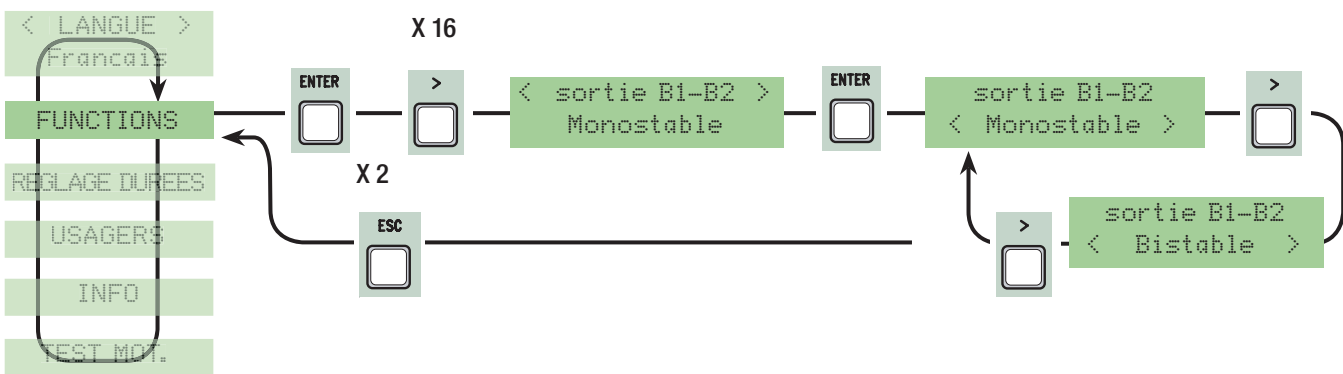 < LANGUE >
Francais
FUNCTIONS
REGLAGE DUREES
USAGERS
INFO
TEST MOT.
ENTER
X 16
>
< sortie B1-B2 >
Monostable
ENTER
sortie B1-B2
< Monostable >
>
sortie B1-B2
< Bistable >
>
X 2
ESC